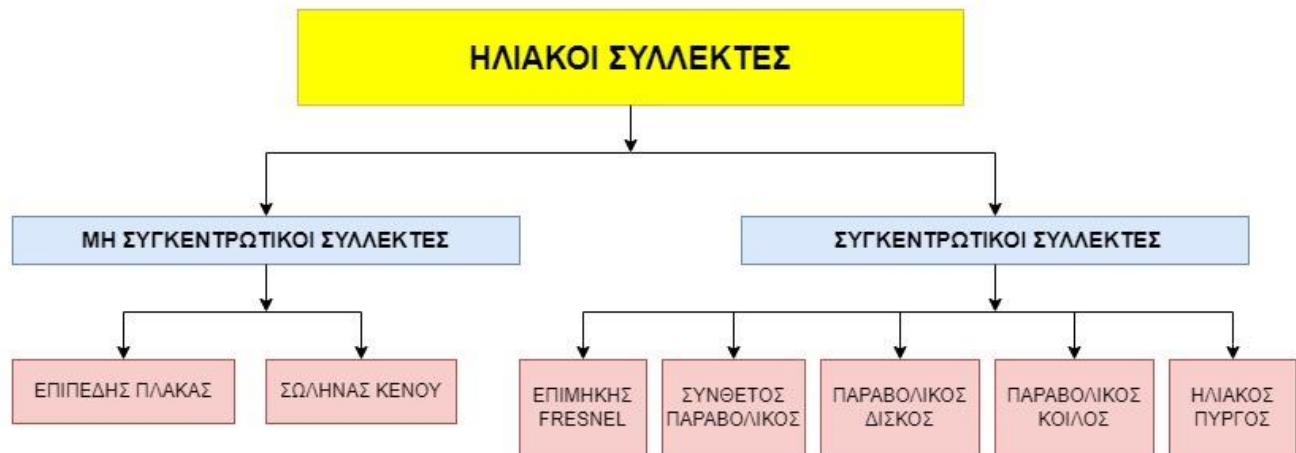 ΗΛΙΑΚΟΙ ΣΥΛΛΕΚΤΕΣ
ΜΗ ΣΥΓΚΕΝΤΡΩΤΙΚΟΙ ΣΥΛΛΕΚΤΕΣ
ΣΥΓΚΕΝΤΡΩΤΙΚΟΙ ΣΥΛΛΕΚΤΕΣ
ΕΠΙΠΕΔΗΣ ΠΛΑΚΑΣ
ΣΩΛΗΝΑΣ ΚΕΝΟΥ
ΕΠΙΜΗΚΗΣ
FRESNEL
ΣΥΝΘΕΤΟΣ
ΠΑΡΑΒΟΛΙΚΟΣ
ΠΑΡΑΒΟΛΙΚΟΣ
ΔΙΣΚΟΣ
ΠΑΡΑΒΟΛΙΚΟΣ
ΚΟΙΛΟΣ
ΗΛΙΑΚΟΣ
ΠΥΡΓΟΣ